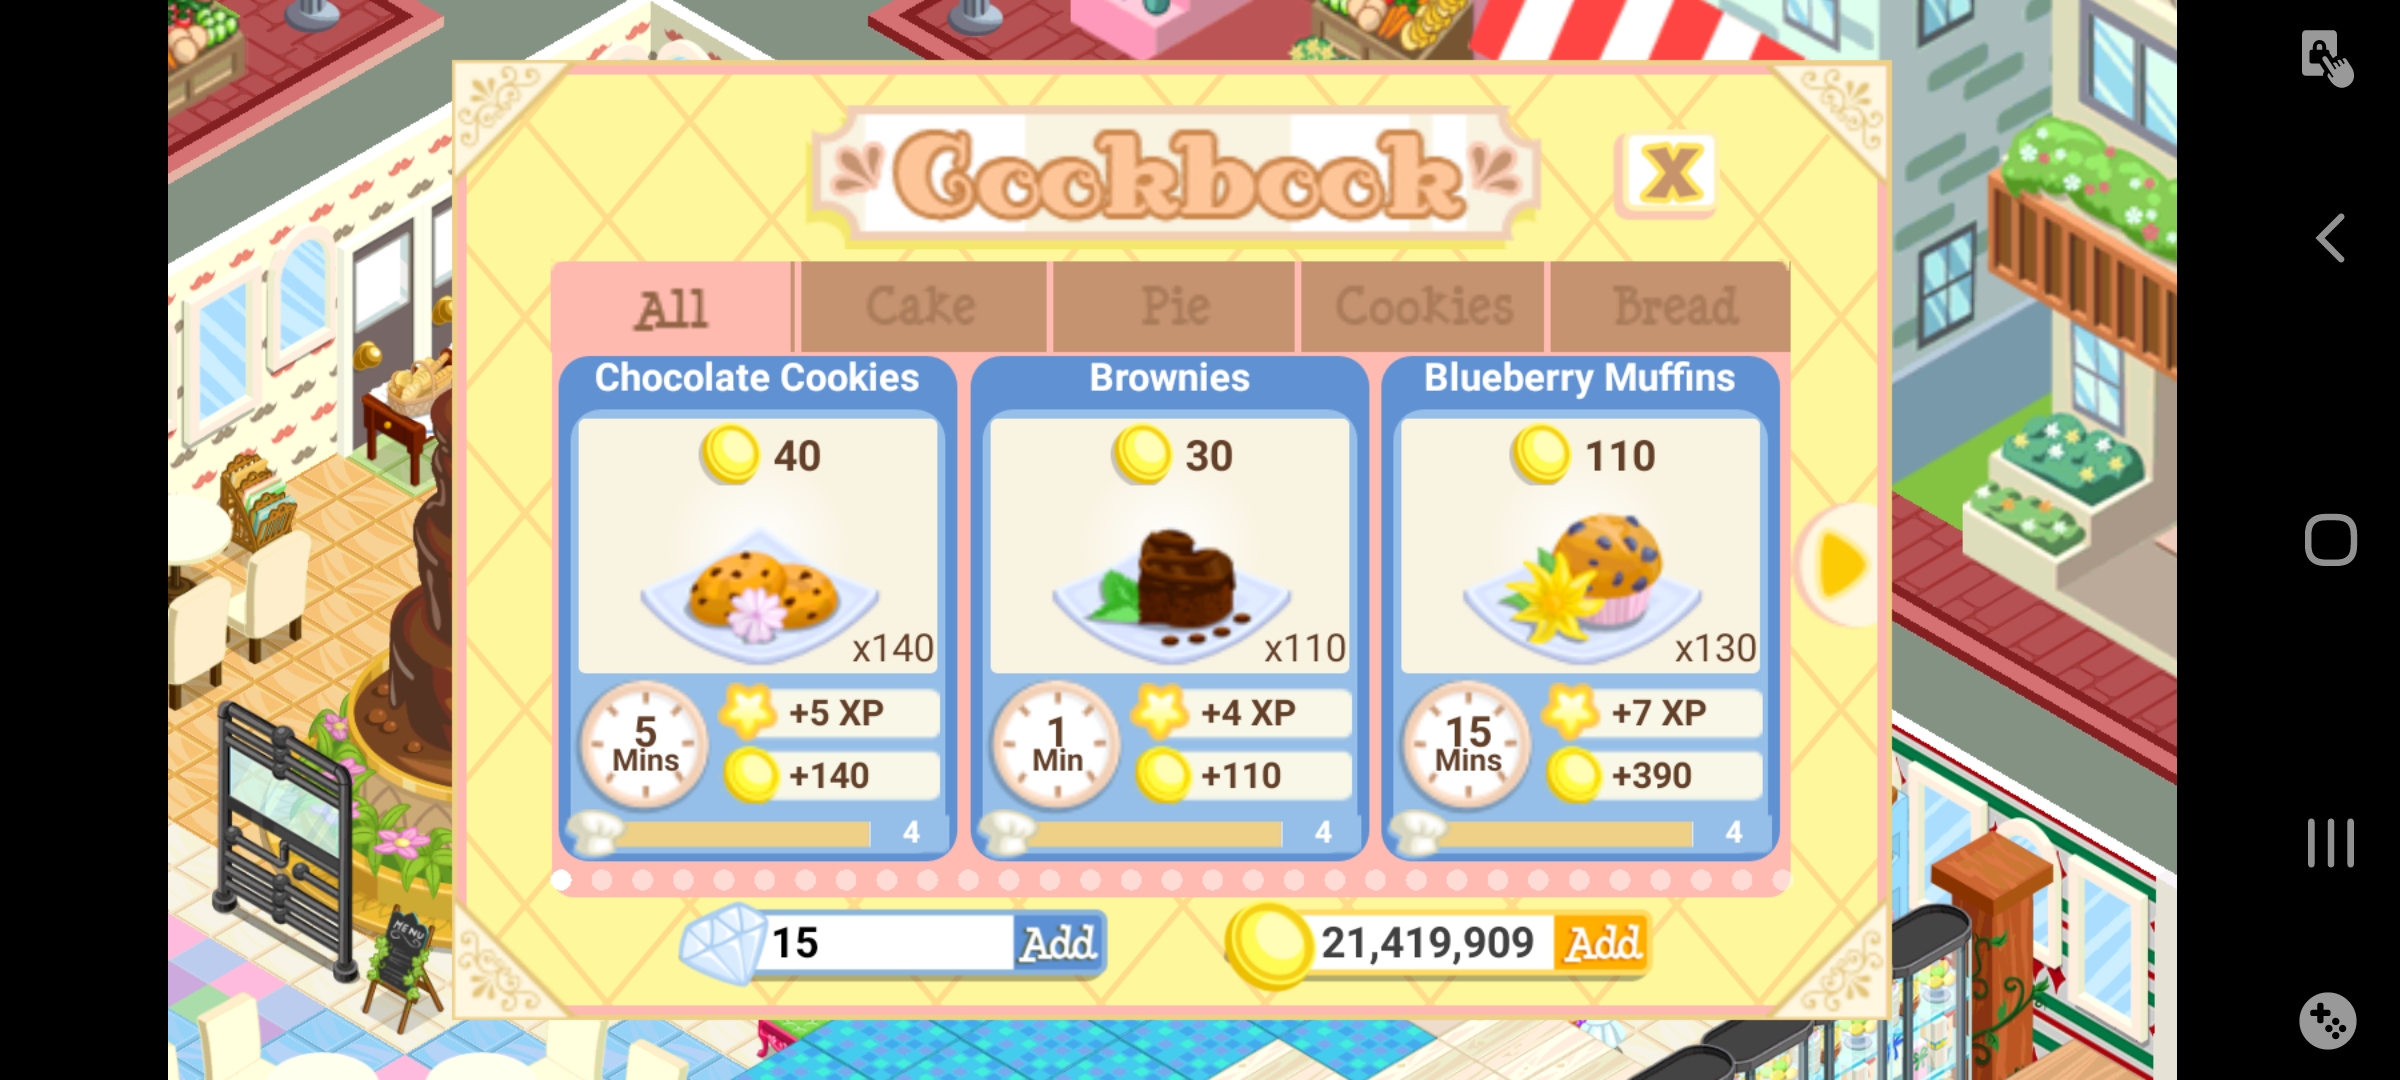 Cookbook
X
All Cake Pie Cookies Bread
Chocolate Cookies
40
x140
5 Mins
+5 XP
+140
4
Brownies
30
x110
1 Min
+4 XP
+110
4
Blueberry Muffins
110
x130
15 Mins
+7 XP
+390
4
15 Add
21,419,909 Add
MENU